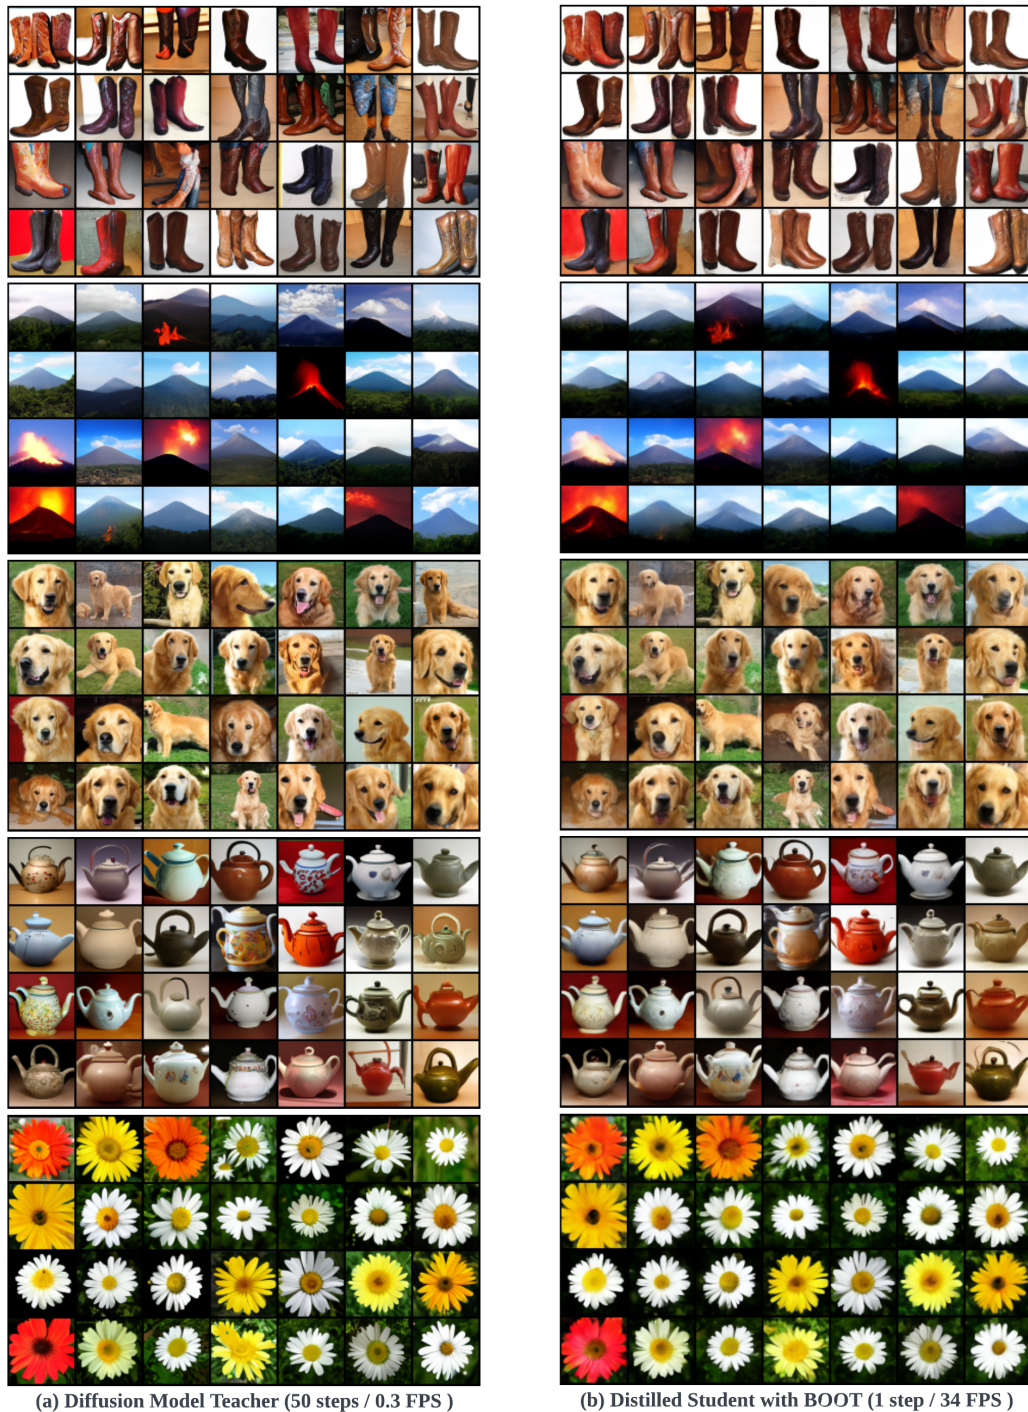 (a) Diffusion Model Teacher (50 steps / 0.3 FPS )
(b) Distilled Student with BOOT (1 step / 34 FPS )